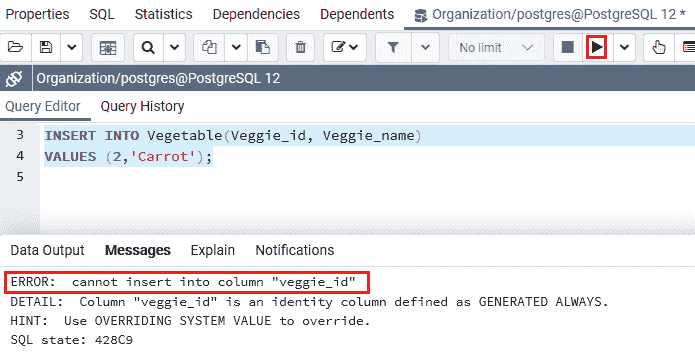 Properties SQL Statistics Dependencies Dependents Organization/postgres@PostgreSQL 12 *
No limit
Organization/postgres@PostgreSQL 12
Query Editor Query History
3 INSERT INTO Vegetable(Veggie_id, Veggie_name)
4 VALUES (2,'Carrot');
5
Data Output Messages Explain Notifications
ERROR: cannot insert into column "veggie_id"
DETAIL: Column "veggie_id" is an identity column defined as GENERATED ALWAYS.
HINT: Use OVERRIDING SYSTEM VALUE to override.
SQL state: 428C9